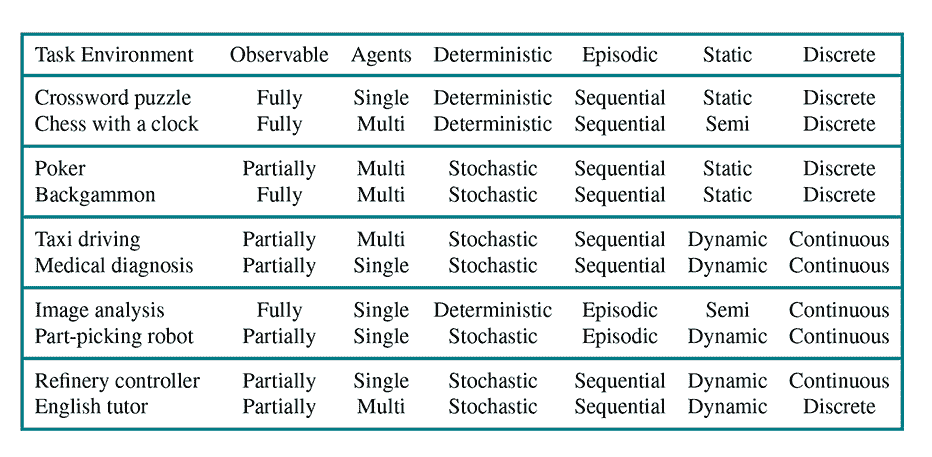 Task Environment Observable Agents Deterministic Episodic Static Discrete
Crossword puzzle Fully Single Deterministic Sequential Static Discrete
Chess with a clock Fully Multi Deterministic Sequential Semi Discrete
Poker Partially Multi Stochastic Sequential Static Discrete
Backgammon Fully Multi Stochastic Sequential Static Discrete
Taxi driving Partially Multi Stochastic Sequential Dynamic Continuous
Medical diagnosis Partially Single Stochastic Sequential Dynamic Continuous
Image analysis Fully Single Deterministic Episodic Semi Continuous
Part-picking robot Partially Single Stochastic Episodic Dynamic Continuous
Refinery controller Partially Single Stochastic Sequential Dynamic Continuous
English tutor Partially Multi Stochastic Sequential Dynamic Discrete